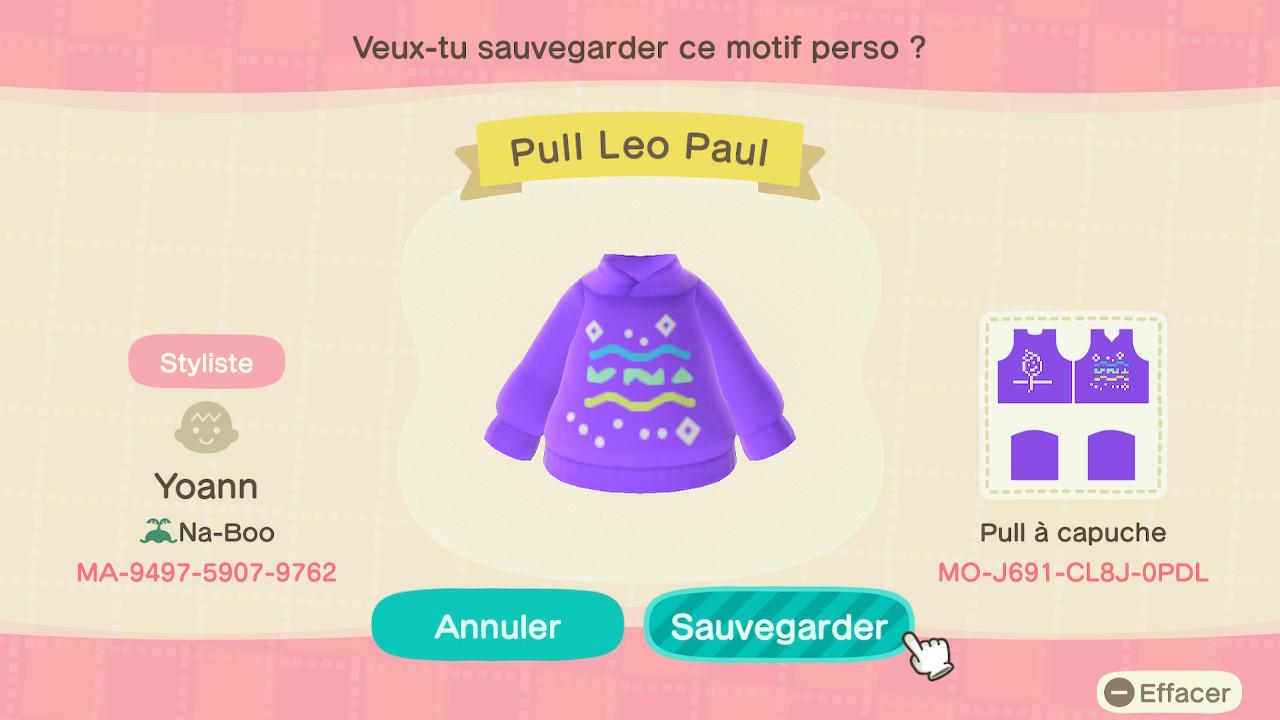 Veux-tu sauvegarder ce motif perso ?
Pull Leo Paul
Styliste
Yoann
Na-Boo
MA-9497-5907-9762
Pull à capuche
MO-J691-CL8J-0PDL
Annuler
Sauvegarder
Effacer